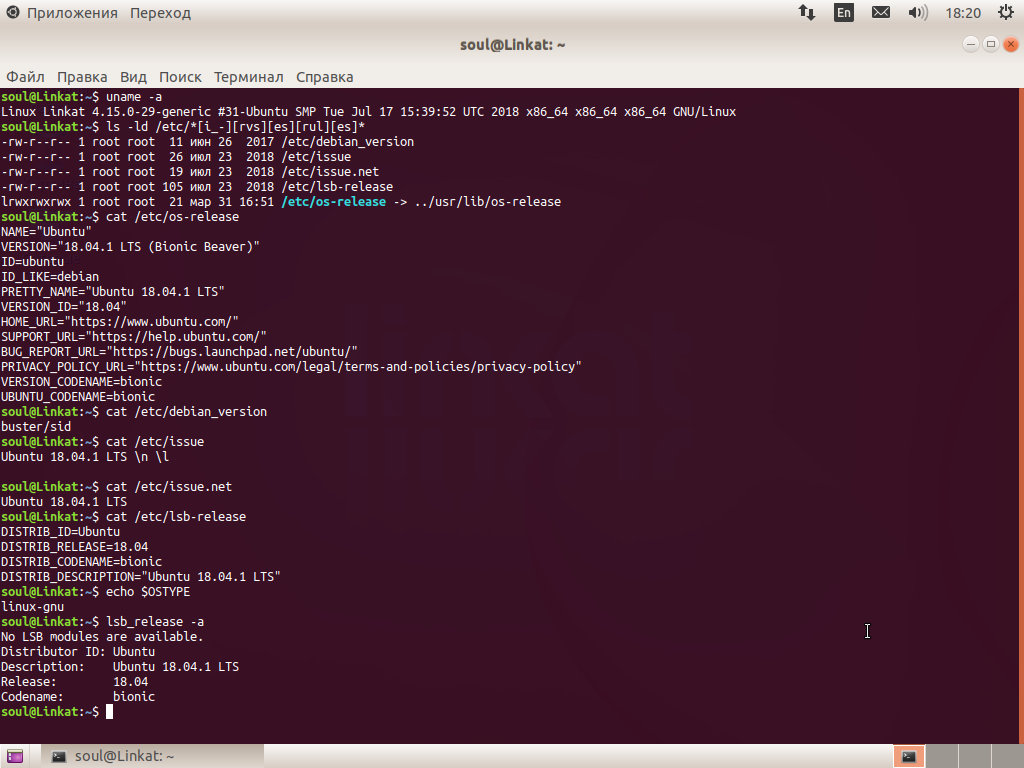 Приложения Переход En 18:20
soul@Linkat: ~
Файл Правка Вид Поиск Терминал Справка
soul@Linkat:~$ uname -a
Linux Linkat 4.15.0-29-generic #31-Ubuntu SMP Tue Jul 17 15:39:52 UTC 2018 x86_64 x86_64 x86_64 GNU/Linux
soul@Linkat:~$ ls -ld /etc/*[i_-][rvs][es][rul][es]*
-rw-r--r-- 1 root root  11 июн 26  2017 /etc/debian_version
-rw-r--r-- 1 root root  26 июл 23  2018 /etc/issue
-rw-r--r-- 1 root root  19 июл 23  2018 /etc/issue.net
-rw-r--r-- 1 root root 105 июл 23  2018 /etc/lsb-release
lrwxrwxrwx 1 root root  21 мар 31 16:51 /etc/os-release -> ../usr/lib/os-release
soul@Linkat:~$ cat /etc/os-release
NAME="Ubuntu"
VERSION="18.04.1 LTS (Bionic Beaver)"
ID=ubuntu
ID_LIKE=debian
PRETTY_NAME="Ubuntu 18.04.1 LTS"
VERSION_ID="18.04"
HOME_URL="https://www.ubuntu.com/"
SUPPORT_URL="https://help.ubuntu.com/"
BUG_REPORT_URL="https://bugs.launchpad.net/ubuntu/"
PRIVACY_POLICY_URL="https://www.ubuntu.com/legal/terms-and-policies/privacy-policy"
VERSION_CODENAME=bionic
UBUNTU_CODENAME=bionic
soul@Linkat:~$ cat /etc/debian_version
buster/sid
soul@Linkat:~$ cat /etc/issue
Ubuntu 18.04.1 LTS \n \l

soul@Linkat:~$ cat /etc/issue.net
Ubuntu 18.04.1 LTS
soul@Linkat:~$ cat /etc/lsb-release
DISTRIB_ID=Ubuntu
DISTRIB_RELEASE=18.04
DISTRIB_CODENAME=bionic
DISTRIB_DESCRIPTION="Ubuntu 18.04.1 LTS"
soul@Linkat:~$ echo $OSTYPE
linux-gnu
soul@Linkat:~$ lsb_release -a
No LSB modules are available.
Distributor ID: Ubuntu
Description:    Ubuntu 18.04.1 LTS
Release:        18.04
Codename:       bionic
soul@Linkat:~$
linkat
soul@Linkat: ~